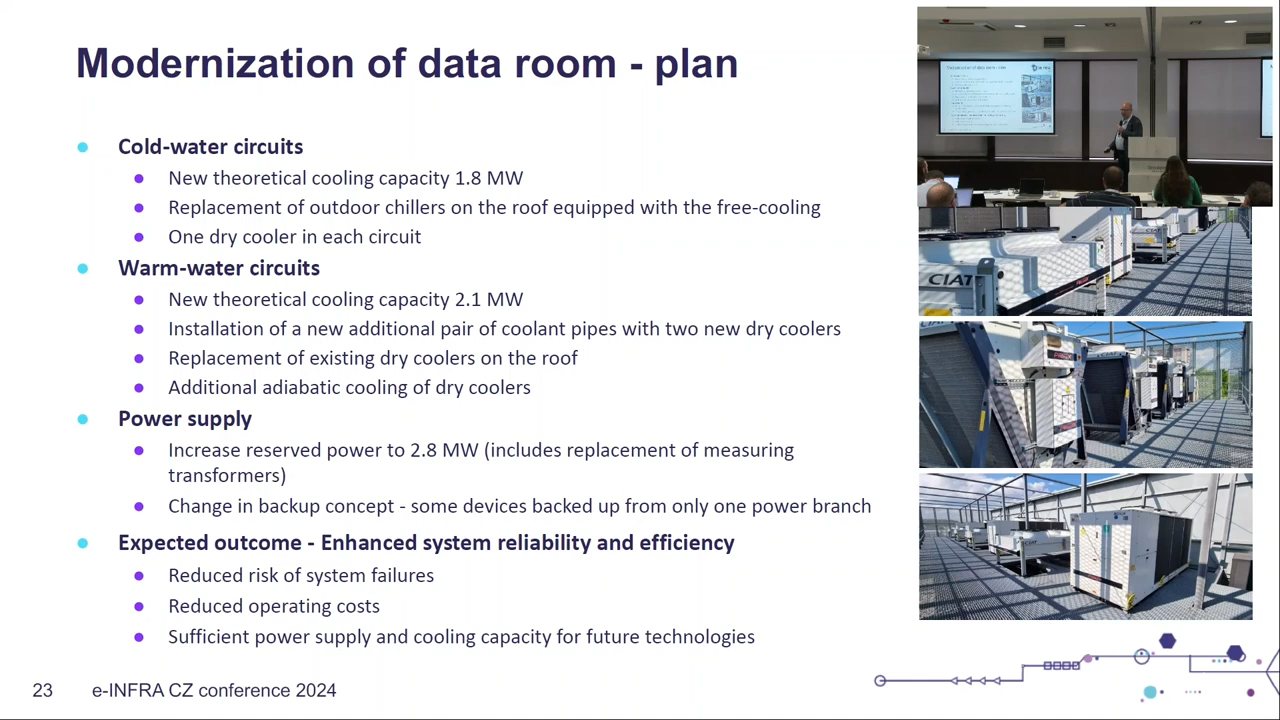 Modernization of data room - plan
Cold-water circuits
New theoretical cooling capacity 1.8 MW
Replacement of outdoor chillers on the roof equipped with the free-cooling
One dry cooler in each circuit
Warm-water circuits
New theoretical cooling capacity 2.1 MW
Installation of a new additional pair of coolant pipes with two new dry coolers
Replacement of existing dry coolers on the roof
Additional adiabatic cooling of dry coolers
Power supply
Increase reserved power to 2.8 MW (includes replacement of measuring
transformers)
Change in backup concept - some devices backed up from only one power branch
Expected outcome - Enhanced system reliability and efficiency
Reduced risk of system failures
Reduced operating costs
Sufficient power supply and cooling capacity for future technologies
CIAT
23 e-INFRA CZ conference 2024